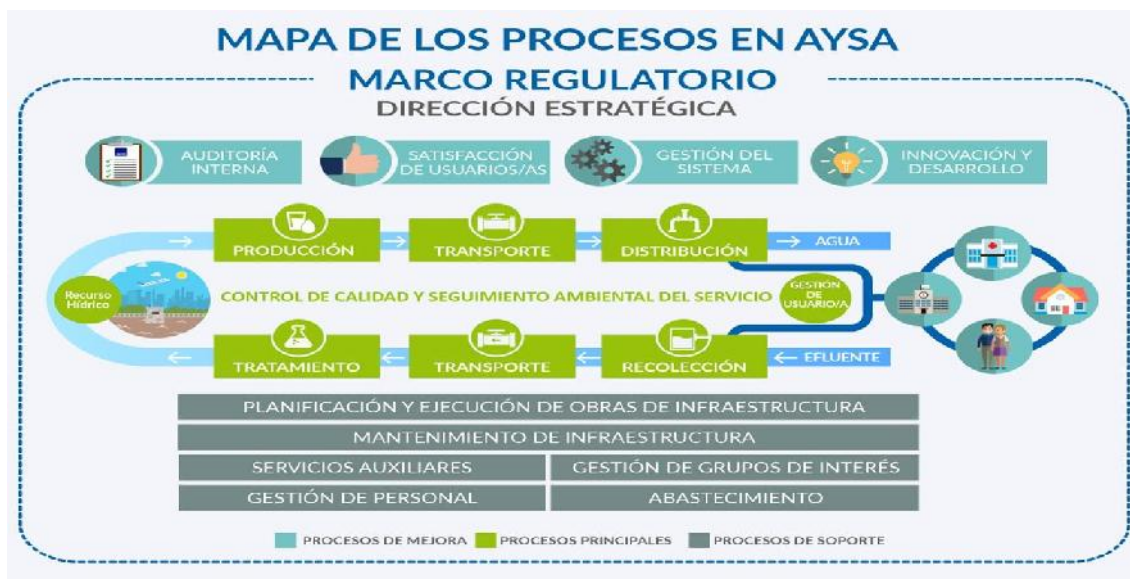 MAPA DE LOS PROCESOS EN AYSA
MARCO REGULATORIO
DIRECCIÓN ESTRATÉGICA
AUDITORÍA
INTERNA
SATISFACCIÓN
DE USUARIOS/AS
GESTIÓN DEL
SISTEMA
INNOVACIÓN Y
DESARROLLO
PRODUCCIÓN
TRANSPORTE
DISTRIBUCIÓN
AGUA
Recurso
Hídrico
CONTROL DE CALIDAD Y SEGUIMIENTO AMBIENTAL DEL SERVICIO
GESTIÓN
DE
USUARIO/A
TRATAMIENTO
TRANSPORTE
RECOLECCIÓN
EFLUENTE
PLANIFICACIÓN Y EJECUCIÓN DE OBRAS DE INFRAESTRUCTURA
MANTENIMIENTO DE INFRAESTRUCTURA
SERVICIOS AUXILIARES
GESTIÓN DE GRUPOS DE INTERÉS
GESTIÓN DE PERSONAL
ABASTECIMIENTO
PROCESOS DE MEJORA
PROCESOS PRINCIPALES
PROCESOS DE SOPORTE